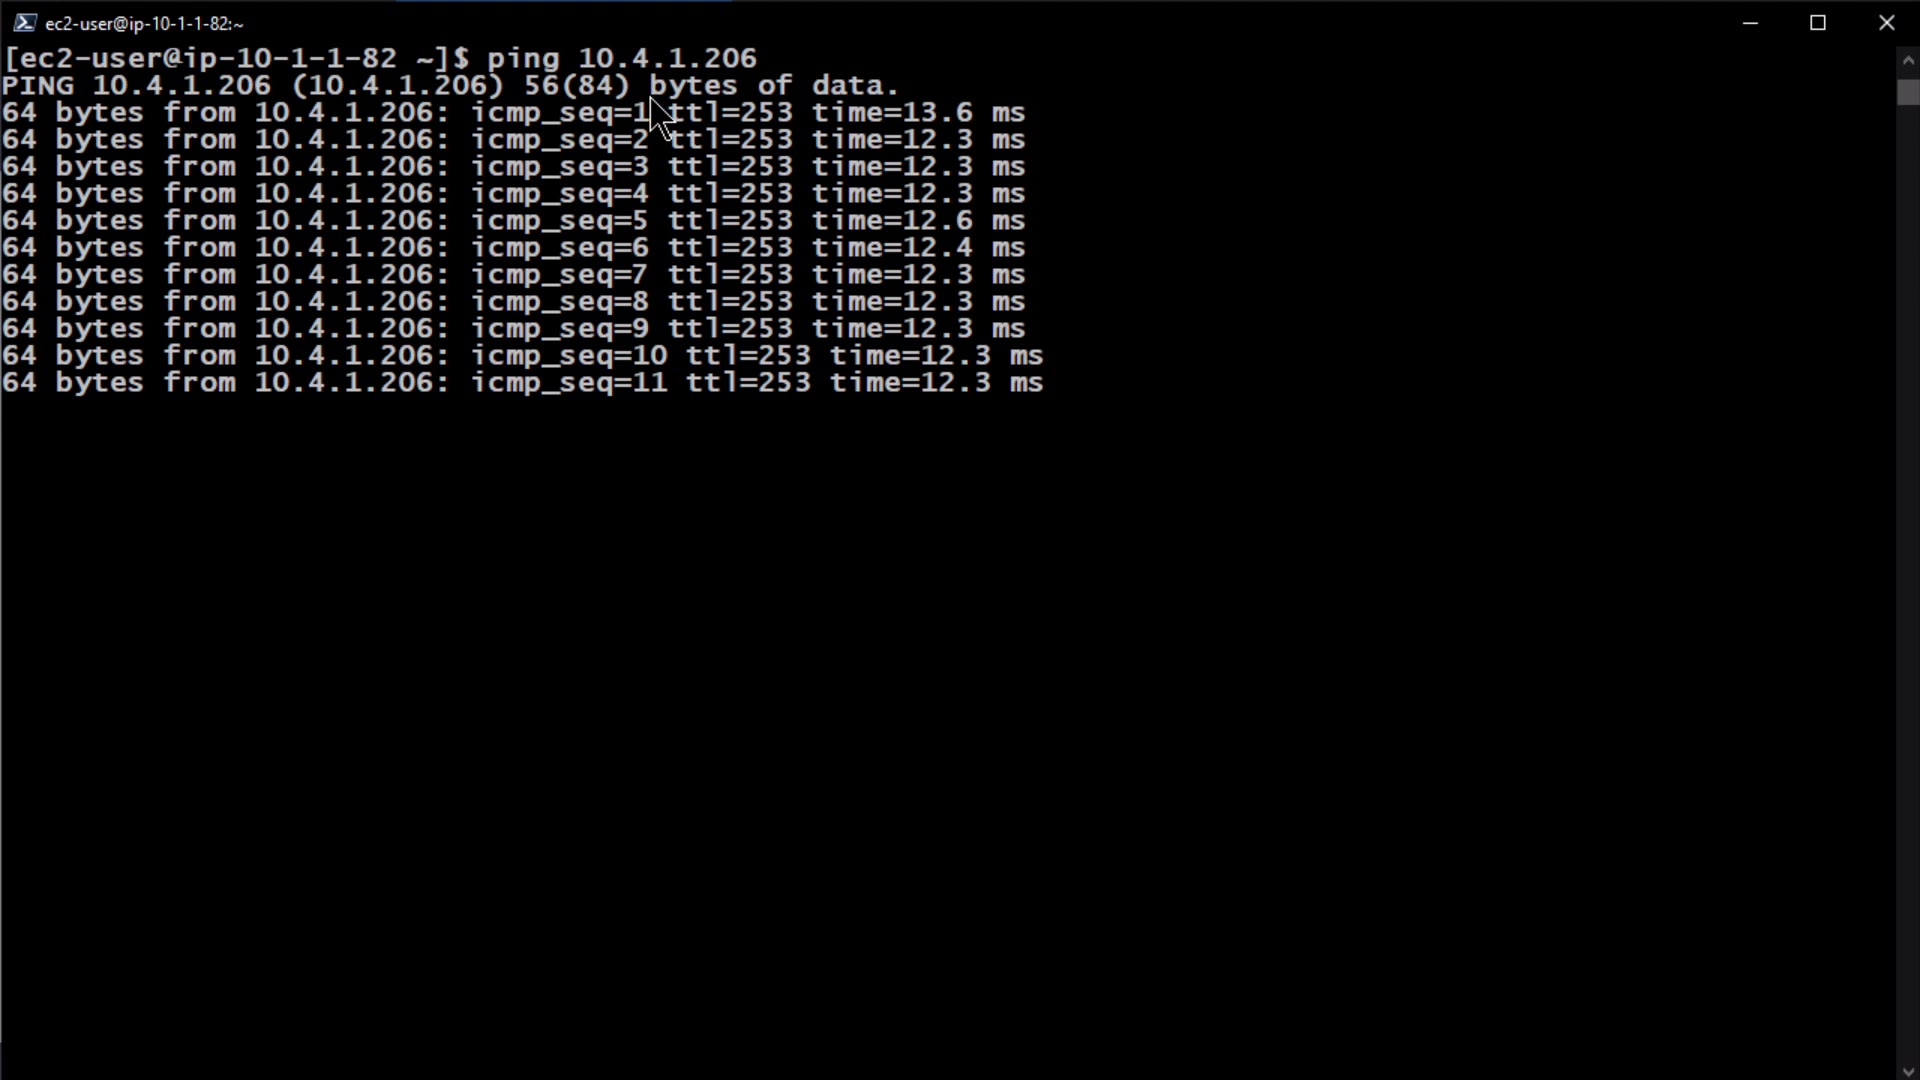 ec2-user@ip-10-1-1-82:~
[ec2-user@ip-10-1-1-82 ~]$ ping 10.4.1.206
PING 10.4.1.206 (10.4.1.206) 56(84) bytes of data.
64 bytes from 10.4.1.206: icmp_seq=1 ttl=253 time=13.6 ms
64 bytes from 10.4.1.206: icmp_seq=2 ttl=253 time=12.3 ms
64 bytes from 10.4.1.206: icmp_seq=3 ttl=253 time=12.3 ms
64 bytes from 10.4.1.206: icmp_seq=4 ttl=253 time=12.3 ms
64 bytes from 10.4.1.206: icmp_seq=5 ttl=253 time=12.6 ms
64 bytes from 10.4.1.206: icmp_seq=6 ttl=253 time=12.4 ms
64 bytes from 10.4.1.206: icmp_seq=7 ttl=253 time=12.3 ms
64 bytes from 10.4.1.206: icmp_seq=8 ttl=253 time=12.3 ms
64 bytes from 10.4.1.206: icmp_seq=9 ttl=253 time=12.3 ms
64 bytes from 10.4.1.206: icmp_seq=10 ttl=253 time=12.3 ms
64 bytes from 10.4.1.206: icmp_seq=11 ttl=253 time=12.3 ms